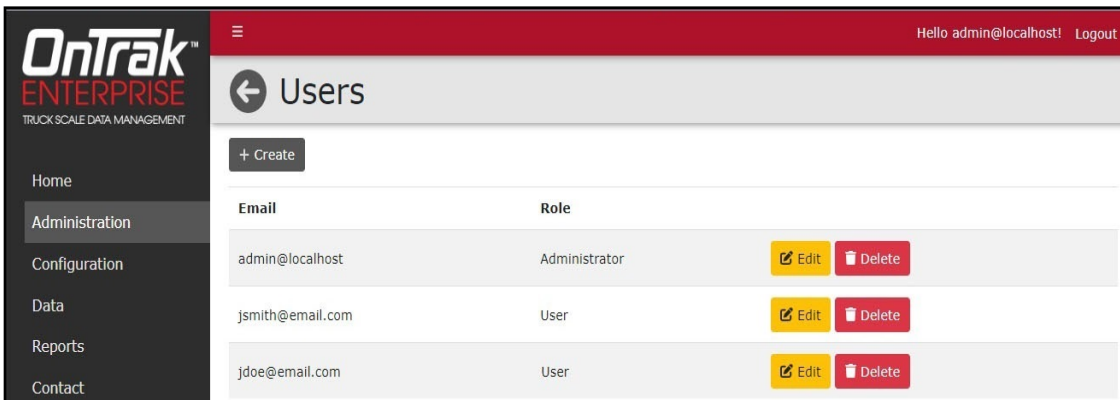 OnTrak™
ENTERPRISE
TRUCK SCALE DATA MANAGEMENT
Home
Administration
Configuration
Data
Reports
Contact
Hello admin@localhost! Logout
Users
+ Create
Email Role
admin@localhost Administrator Edit Delete
jsmith@email.com User Edit Delete
jdoe@email.com User Edit Delete